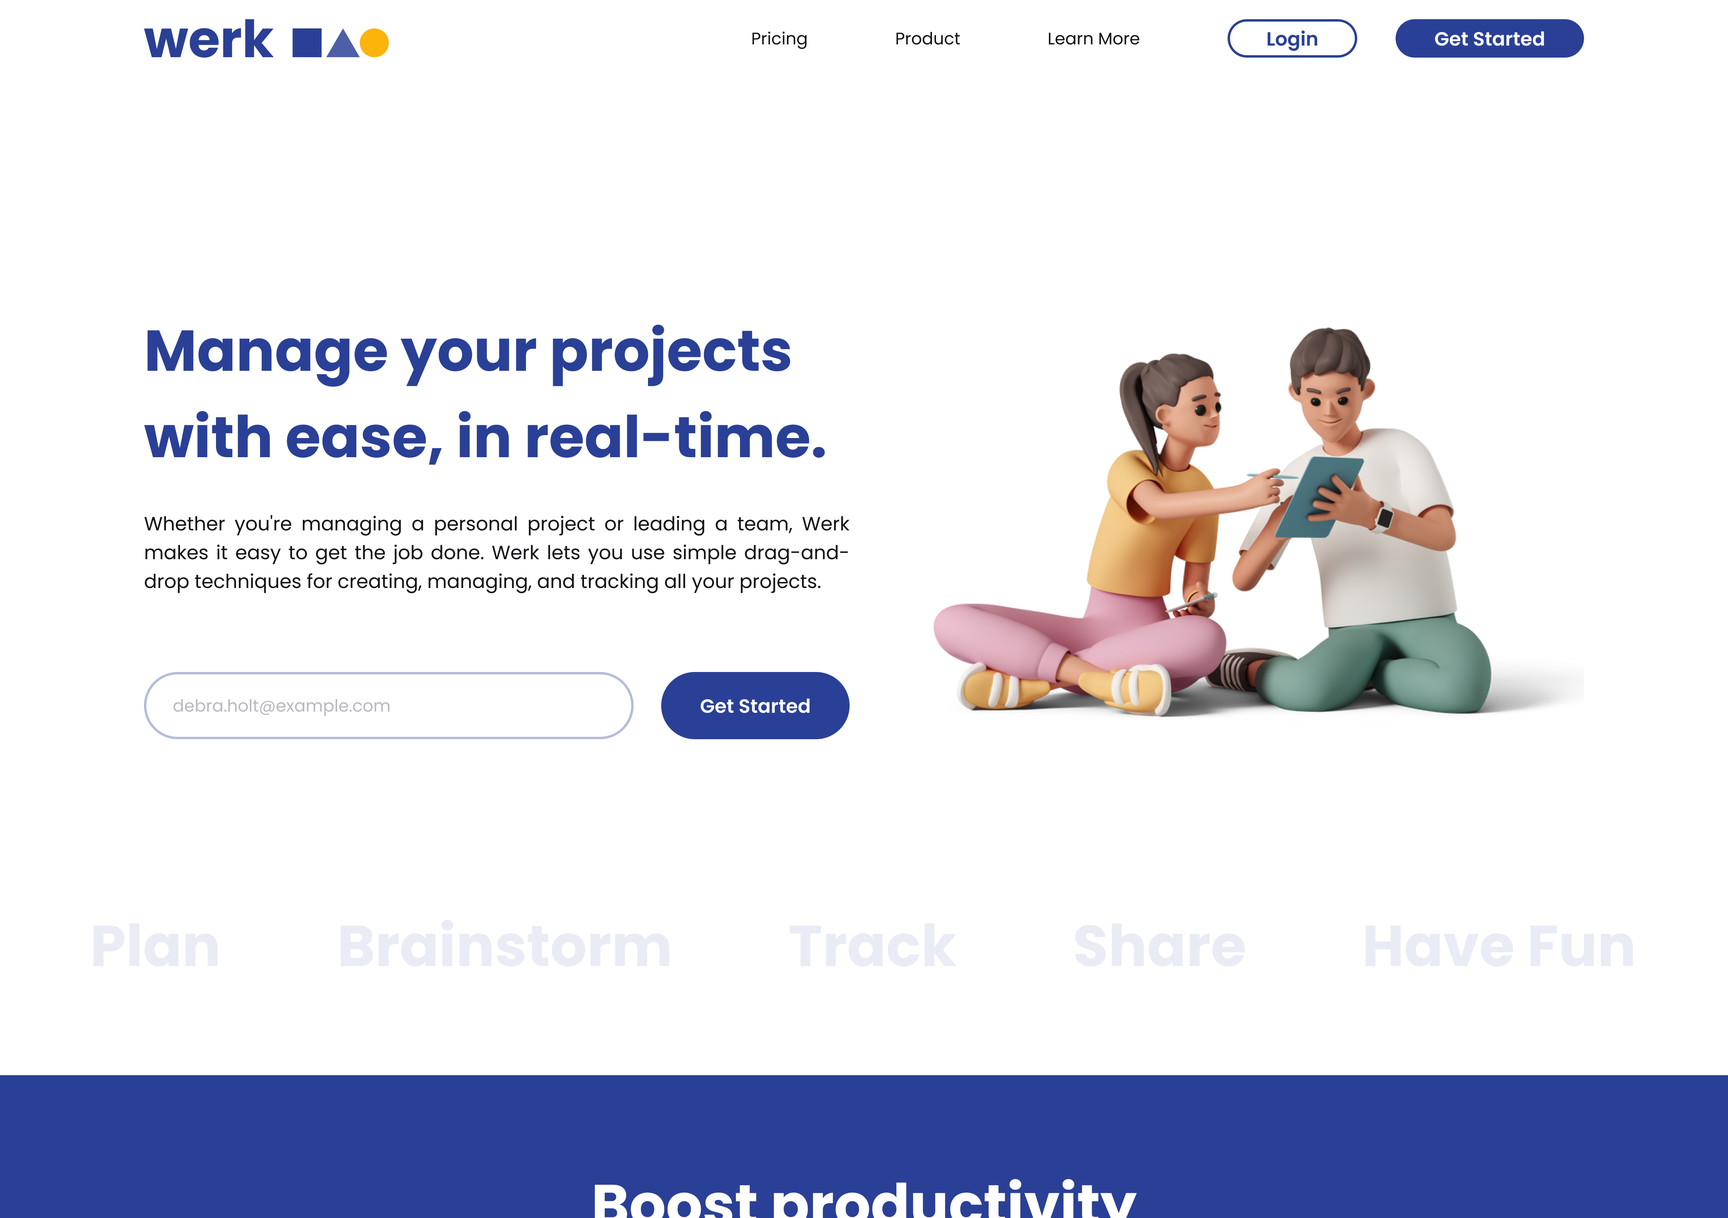 werk
Pricing
Product
Learn More
Login
Get Started
Manage your projects
with ease, in real-time.
Whether you're managing a personal project or leading a team, Werk
makes it easy to get the job done. Werk lets you use simple drag-and-
drop techniques for creating, managing, and tracking all your projects.
debra.holt@example.com
Get Started
Plan
Brainstorm
Track
Share
Have Fun
Boost productivity